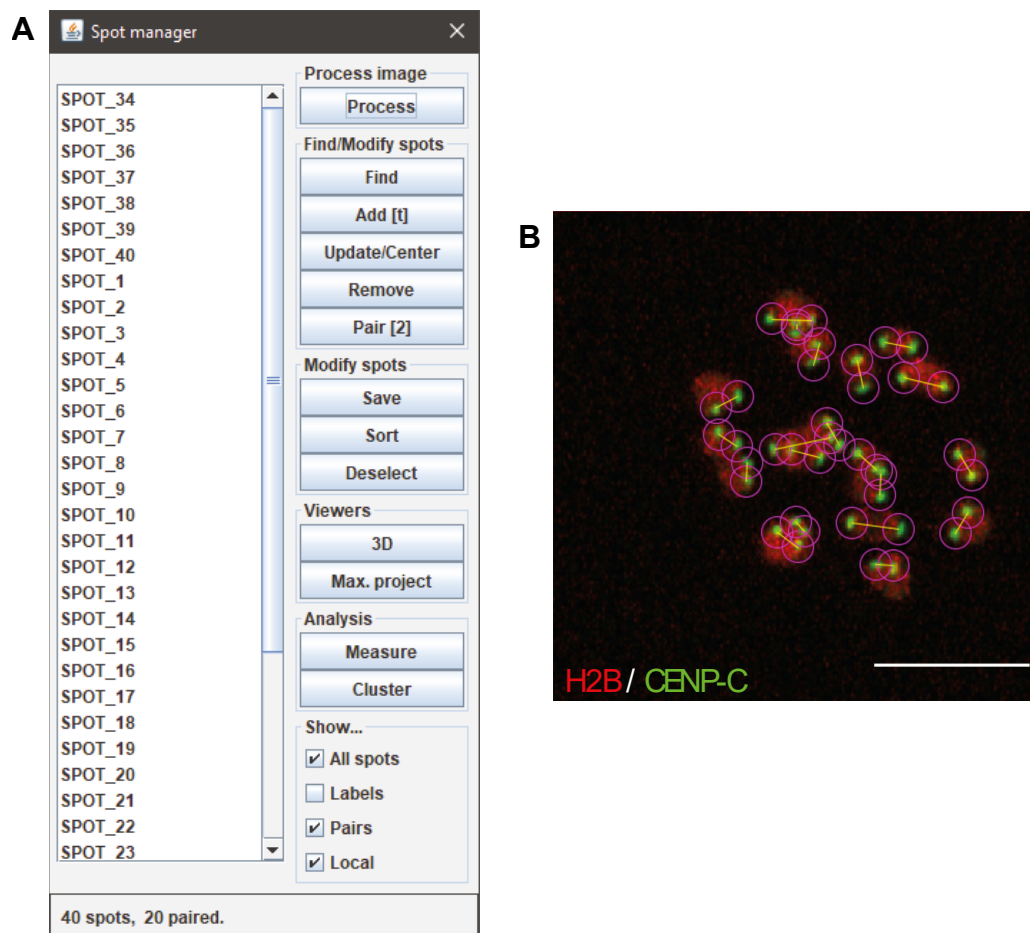 A
Spot manager
SPOT_34
SPOT_35
SPOT_36
SPOT_37
SPOT_38
SPOT_39
SPOT_40
SPOT_1
SPOT_2
SPOT_3
SPOT_4
SPOT_5
SPOT_6
SPOT_7
SPOT_8
SPOT_9
SPOT_10
SPOT_11
SPOT_12
SPOT_13
SPOT_14
SPOT_15
SPOT_16
SPOT_17
SPOT_18
SPOT_19
SPOT_20
SPOT_21
SPOT_22
SPOT_23
Process image
Process
Find/Modify spots
Find
Add [t]
Update/Center
Remove
Pair [2]
Modify spots
Save
Sort
Deselect
Viewers
3D
Max. project
Analysis
Measure
Cluster
Show...
All spots
Labels
Pairs
Local
40 spots, 20 paired.
B
H2B / CENP-C